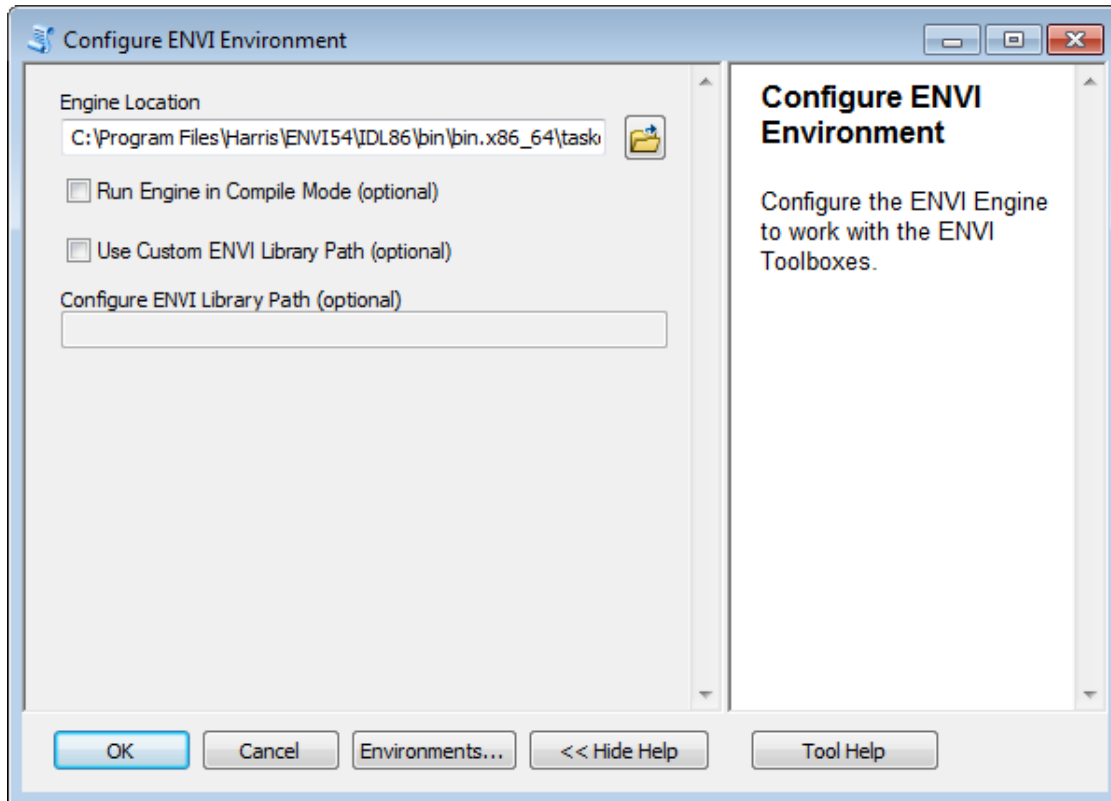 Configure ENVI Environment
Engine Location
C:\Program Files\Harris\ENVI54\IDL86\bin\bin.x86_64\task
Run Engine in Compile Mode (optional)
Use Custom ENVI Library Path (optional)
Configure ENVI Library Path (optional)
Configure ENVI
Environment
Configure the ENVI Engine
to work with the ENVI
Toolboxes.
OK
Cancel
Environments...
<< Hide Help
Tool Help